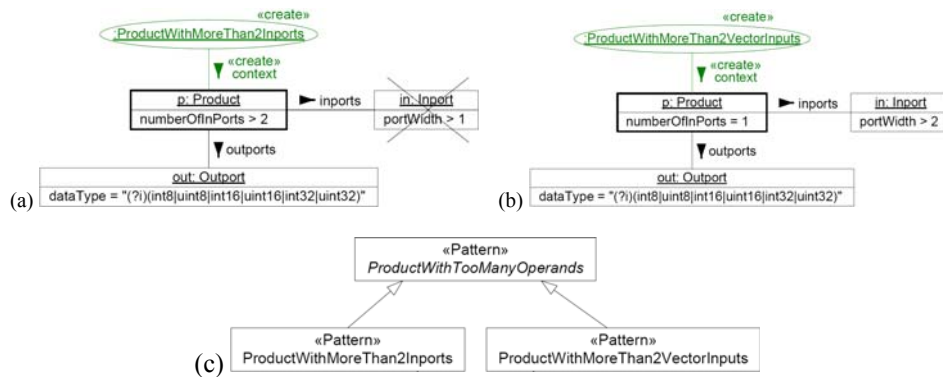 «create»
:ProductWithMoreThan2Inports
«create»
context
p: Product
numberOfInPorts > 2
inports
in: Inport
portWidth > 1
outports
out: Outport
dataType = "(?i)(int8|uint8|int16|uint16|int32|uint32)"
(a)
«create»
:ProductWithMoreThan2VectorInputs
«create»
context
p: Product
numberOfInPorts = 1
inports
in: Inport
portWidth > 2
outports
out: Outport
dataType = "(?i)(int8|uint8|int16|uint16|int32|uint32)"
(b)
«Pattern»
ProductWithTooManyOperands
«Pattern»
ProductWithMoreThan2Inports
«Pattern»
ProductWithMoreThan2VectorInputs
(c)